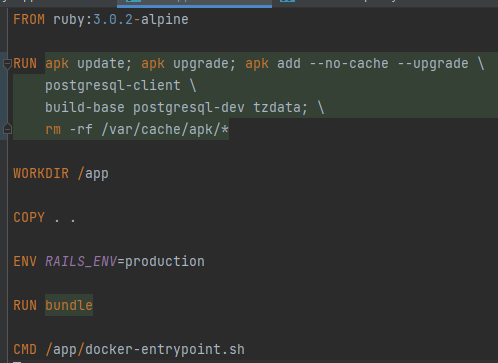 FROM ruby:3.0.2-alpine
RUN apk update; apk upgrade; apk add --no-cache --upgrade \
postgresql-client \
build-base postgresql-dev tzdata; \
rm -rf /var/cache/apk/*
WORKDIR /app
COPY . .
ENV RAILS_ENV=production
RUN bundle
CMD /app/docker-entrypoint.sh